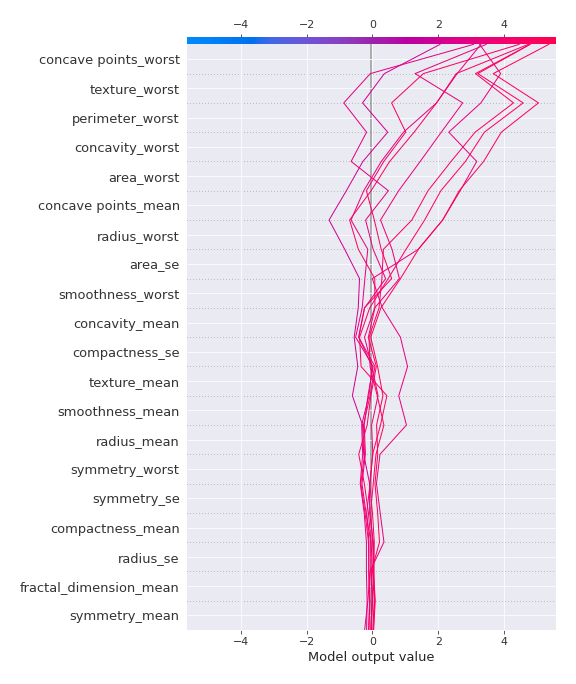 −4 −2 0 2 4
concave points_worst
texture_worst
perimeter_worst
concavity_worst
area_worst
concave points_mean
radius_worst
area_se
smoothness_worst
concavity_mean
compactness_se
texture_mean
smoothness_mean
radius_mean
symmetry_worst
symmetry_se
compactness_mean
radius_se
fractal_dimension_mean
symmetry_mean
−4 −2 0 2 4
Model output value